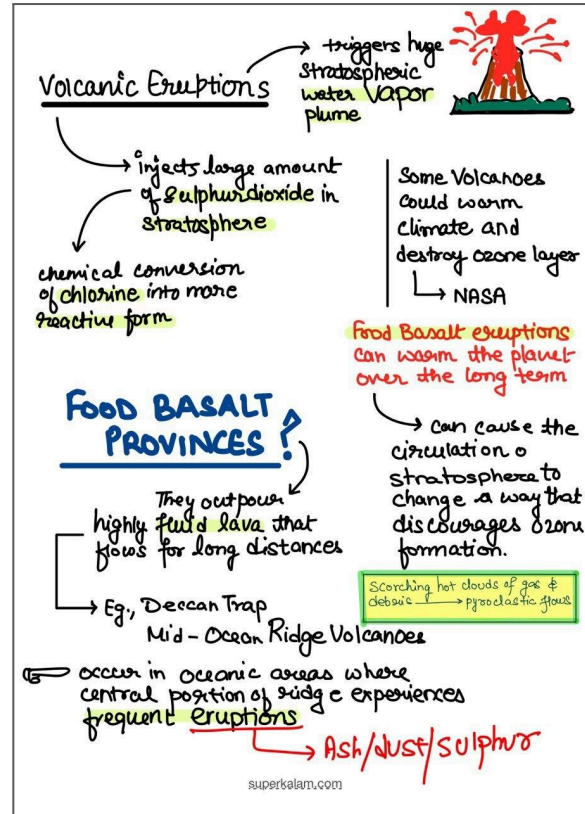 Volcanic Eruptions
triggers huge
stratospheric
water vapor
plume
injects large amount
of sulphurdioxide in
stratosphere
chemical conversion
of chlorine into more
reactive form
Some Volcanoes
could warm
climate and
destroy ozone layer
NASA
Food Basalt eruptions
can warm the planet
over the long term
can cause the
circulation o
stratosphere to
change a way that
discourages ozone
formation.
Scorching hot clouds of gas &
debris → pyroclastic flows
FOOD BASALT
PROVINCES?
They outpour
highly fluid lava that
flows for long distances
Eg., Deccan Trap
Mid-Ocean Ridge Volcanoes
occur in oceanic areas where
central portion of ridge experiences
frequent eruptions
Ash/dust/sulphur
superkalam.com